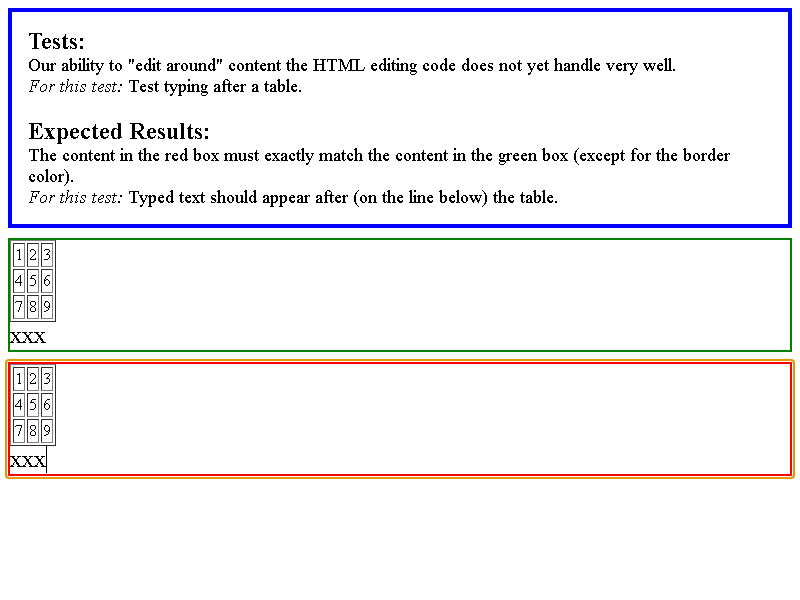 Tests:
Our ability to "edit around" content the HTML editing code does not yet handle very well.
For this test: Test typing after a table.
Expected Results:
The content in the red box must exactly match the content in the green box (except for the border
color).
For this test: Typed text should appear after (on the line below) the table.
1 2 3
4 5 6
7 8 9
xxx
1 2 3
4 5 6
7 8 9
xxx